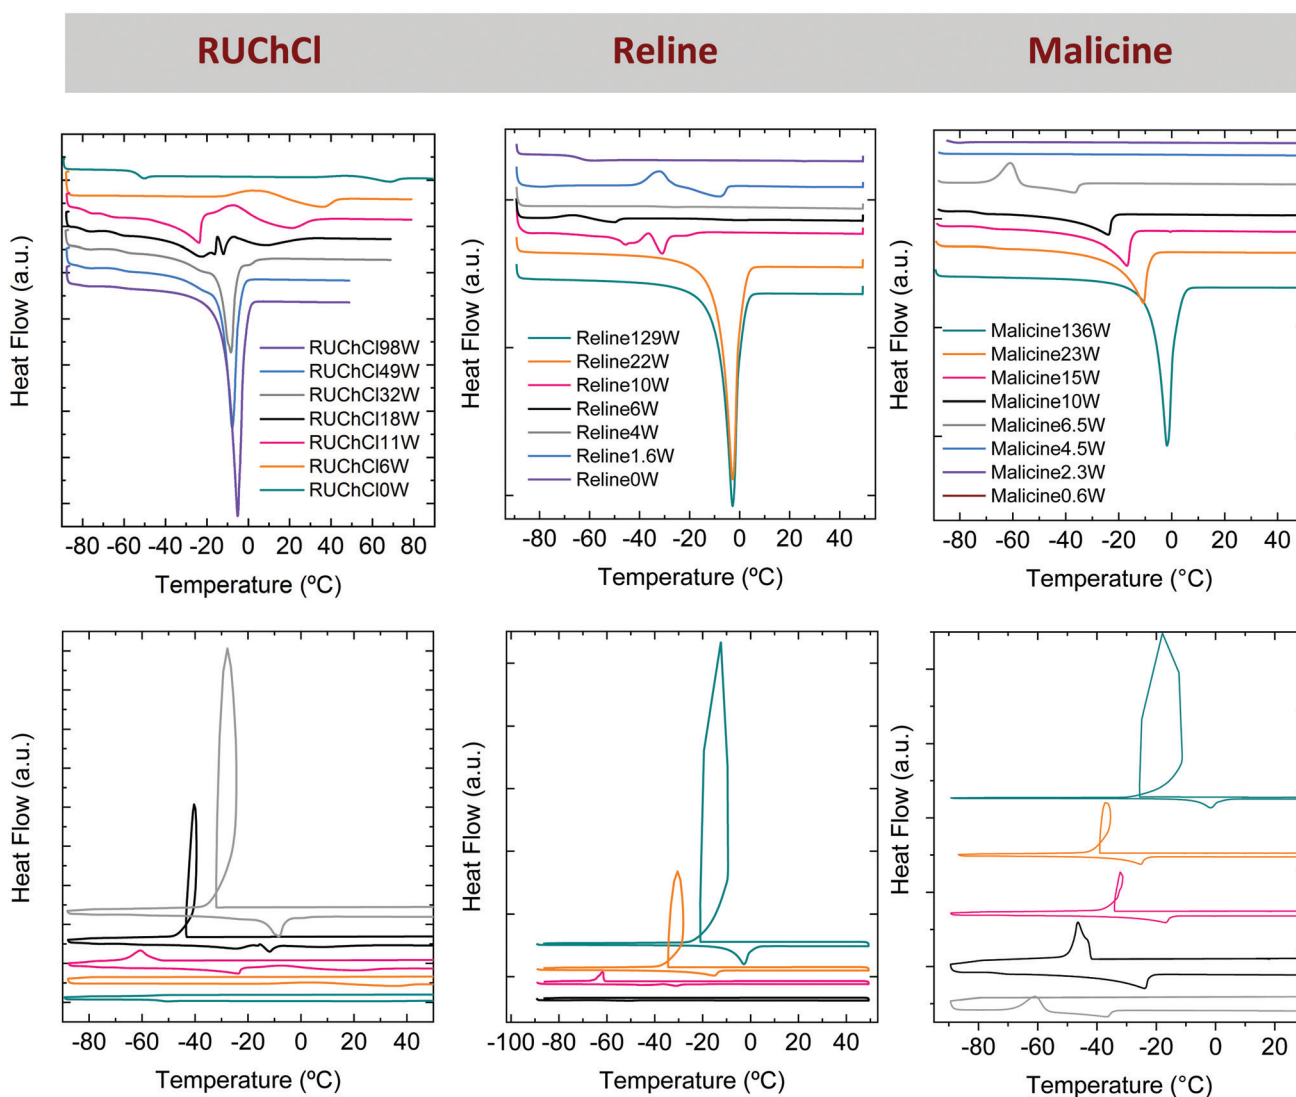 RUChCl
Reline
Malicine
Heat Flow (a.u.)
RUChCl98W
RUChCl49W
RUChCl32W
RUChCl18W
RUChCl11W
RUChCl6W
RUChCl0W
-80 -60 -40 -20 0 20 40 60 80
Temperature (ºC)
Heat Flow (a.u.)
Reline129W
Reline22W
Reline10W
Reline6W
Reline4W
Reline1.6W
Reline0W
-80 -60 -40 -20 0 20 40
Temperature (ºC)
Heat Flow (a.u.)
Malicine136W
Malicine23W
Malicine15W
Malicine10W
Malicine6.5W
Malicine4.5W
Malicine2.3W
Malicine0.6W
-80 -60 -40 -20 0 20 40
Temperature (°C)
Heat Flow (a.u.)
-80 -60 -40 -20 0 20 40
Temperature (ºC)
Heat Flow (a.u.)
-100 -80 -60 -40 -20 0 20 40
Temperature (ºC)
Heat Flow (a.u.)
-80 -60 -40 -20 0 20
Temperature (°C)